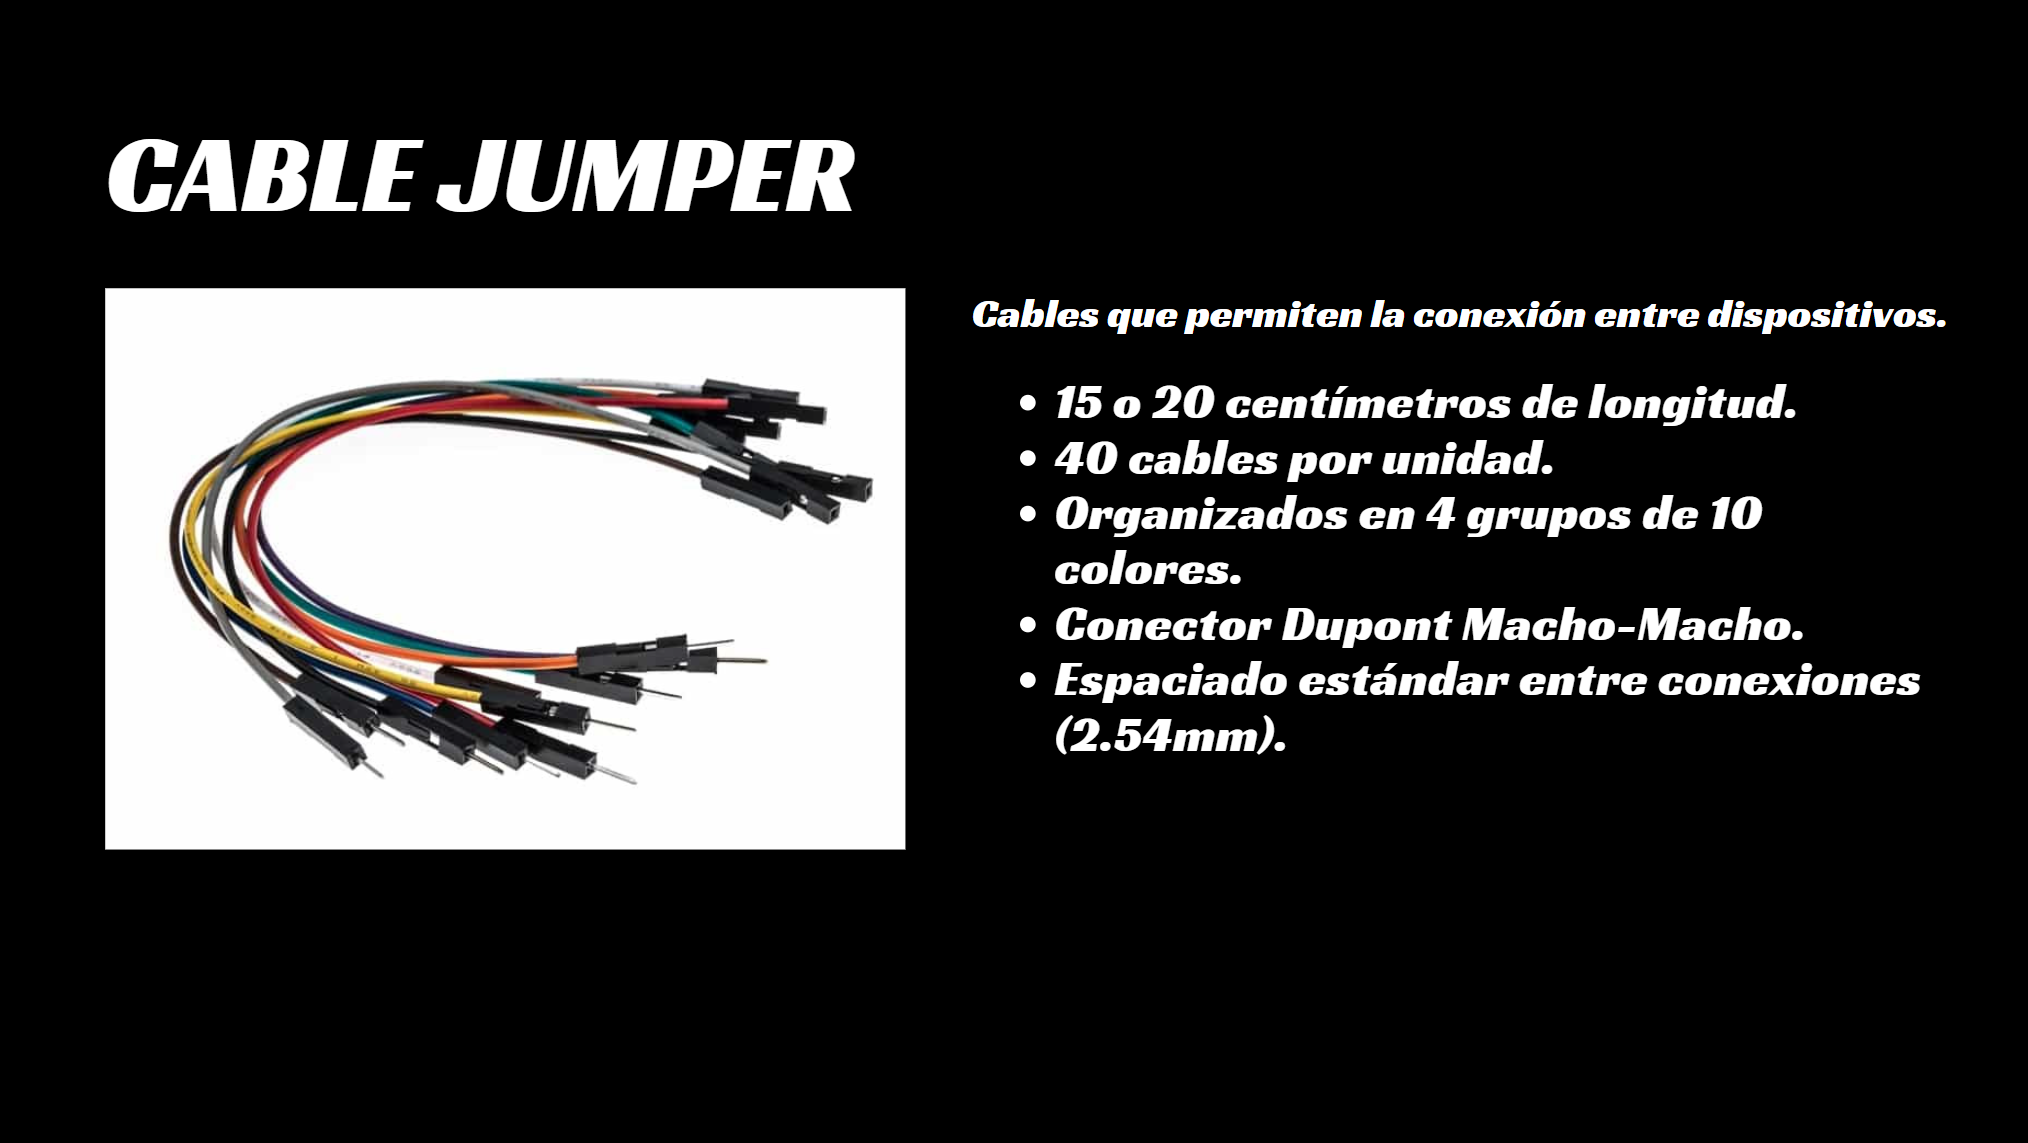 CABLE JUMPER
Cables que permiten la conexión entre dispositivos.
• 15 o 20 centímetros de longitud.
• 40 cables por unidad.
• Organizados en 4 grupos de 10
colores.
• Conector Dupont Macho-Macho.
• Espaciado estándar entre conexiones
(2.54mm).